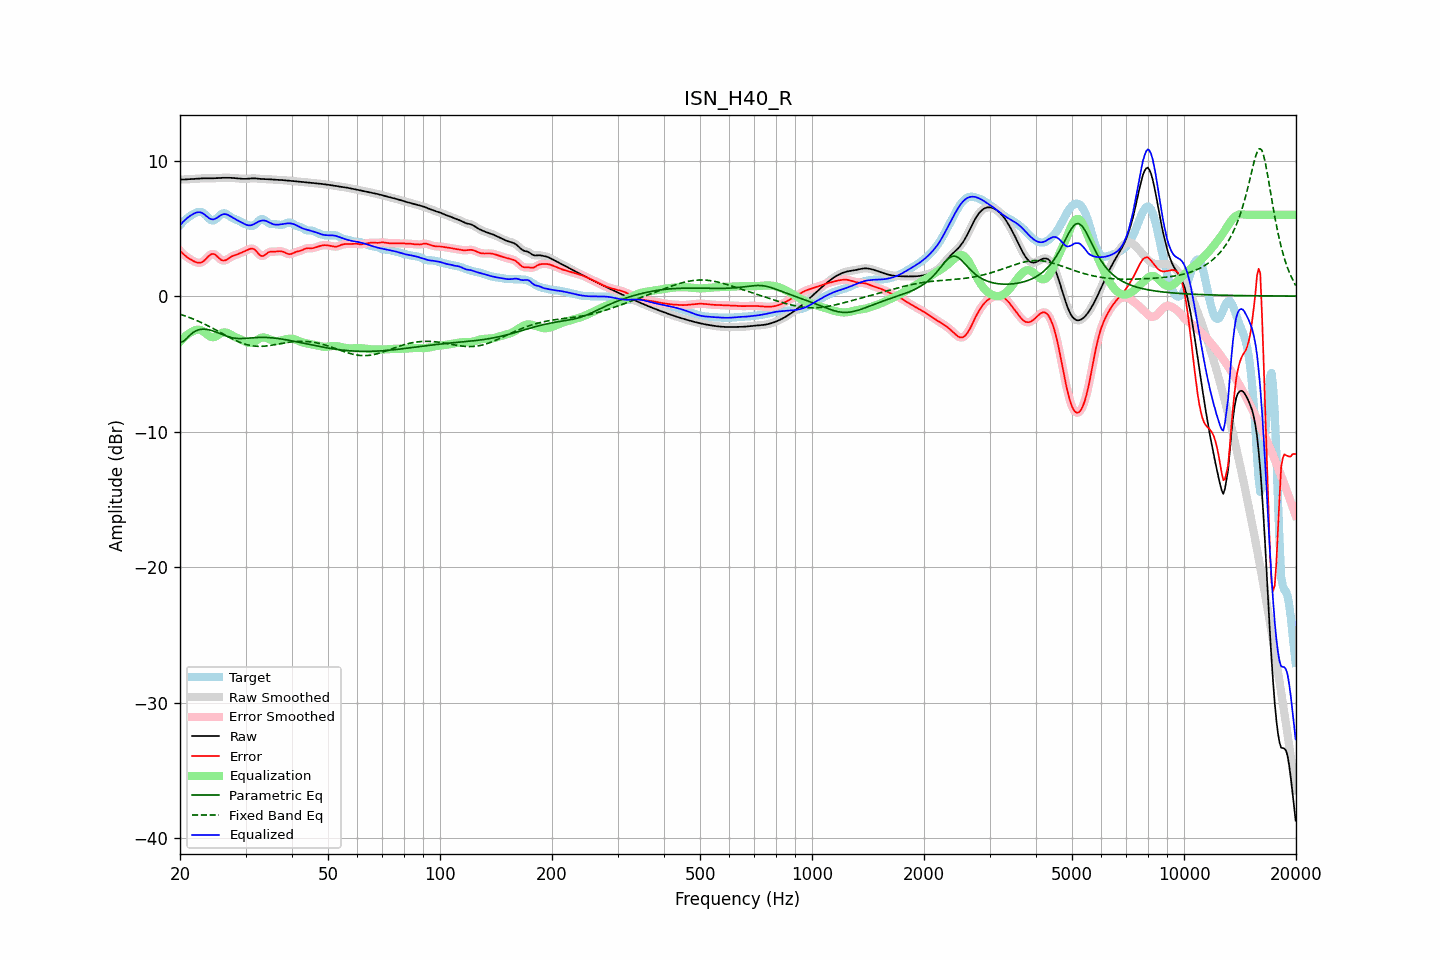 ISN_H40_R
10
0
−10
−20
−30
−40
Amplitude (dBr)
Target
Raw Smoothed
Error Smoothed
Raw
Error
Equalization
Parametric Eq
Fixed Band Eq
Equalized
20 50 100 200 500 1000 2000 5000 10000 20000
Frequency (Hz)